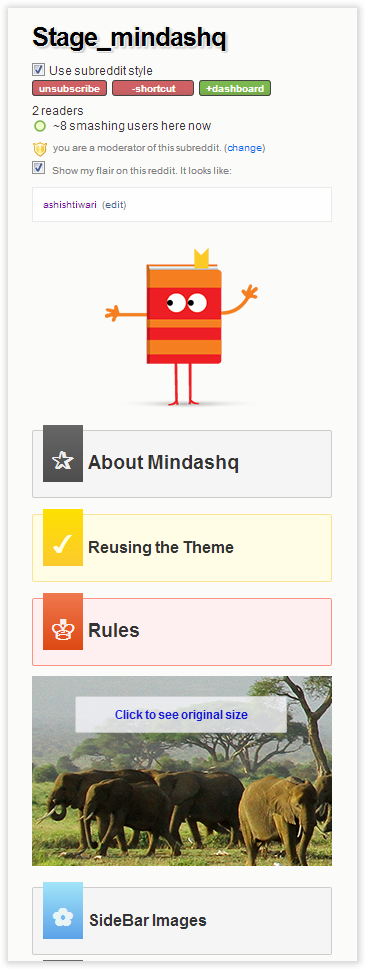 Stage_mindashq
Use subreddit style
unsubscribe -shortcut +dashboard
2 readers
~8 smashing users here now
you are a moderator of this subreddit. (change)
Show my flair on this reddit. It looks like:
ashishtiwari (edit)
About Mindashq
Reusing the Theme
Rules
Click to see original size
SideBar Images